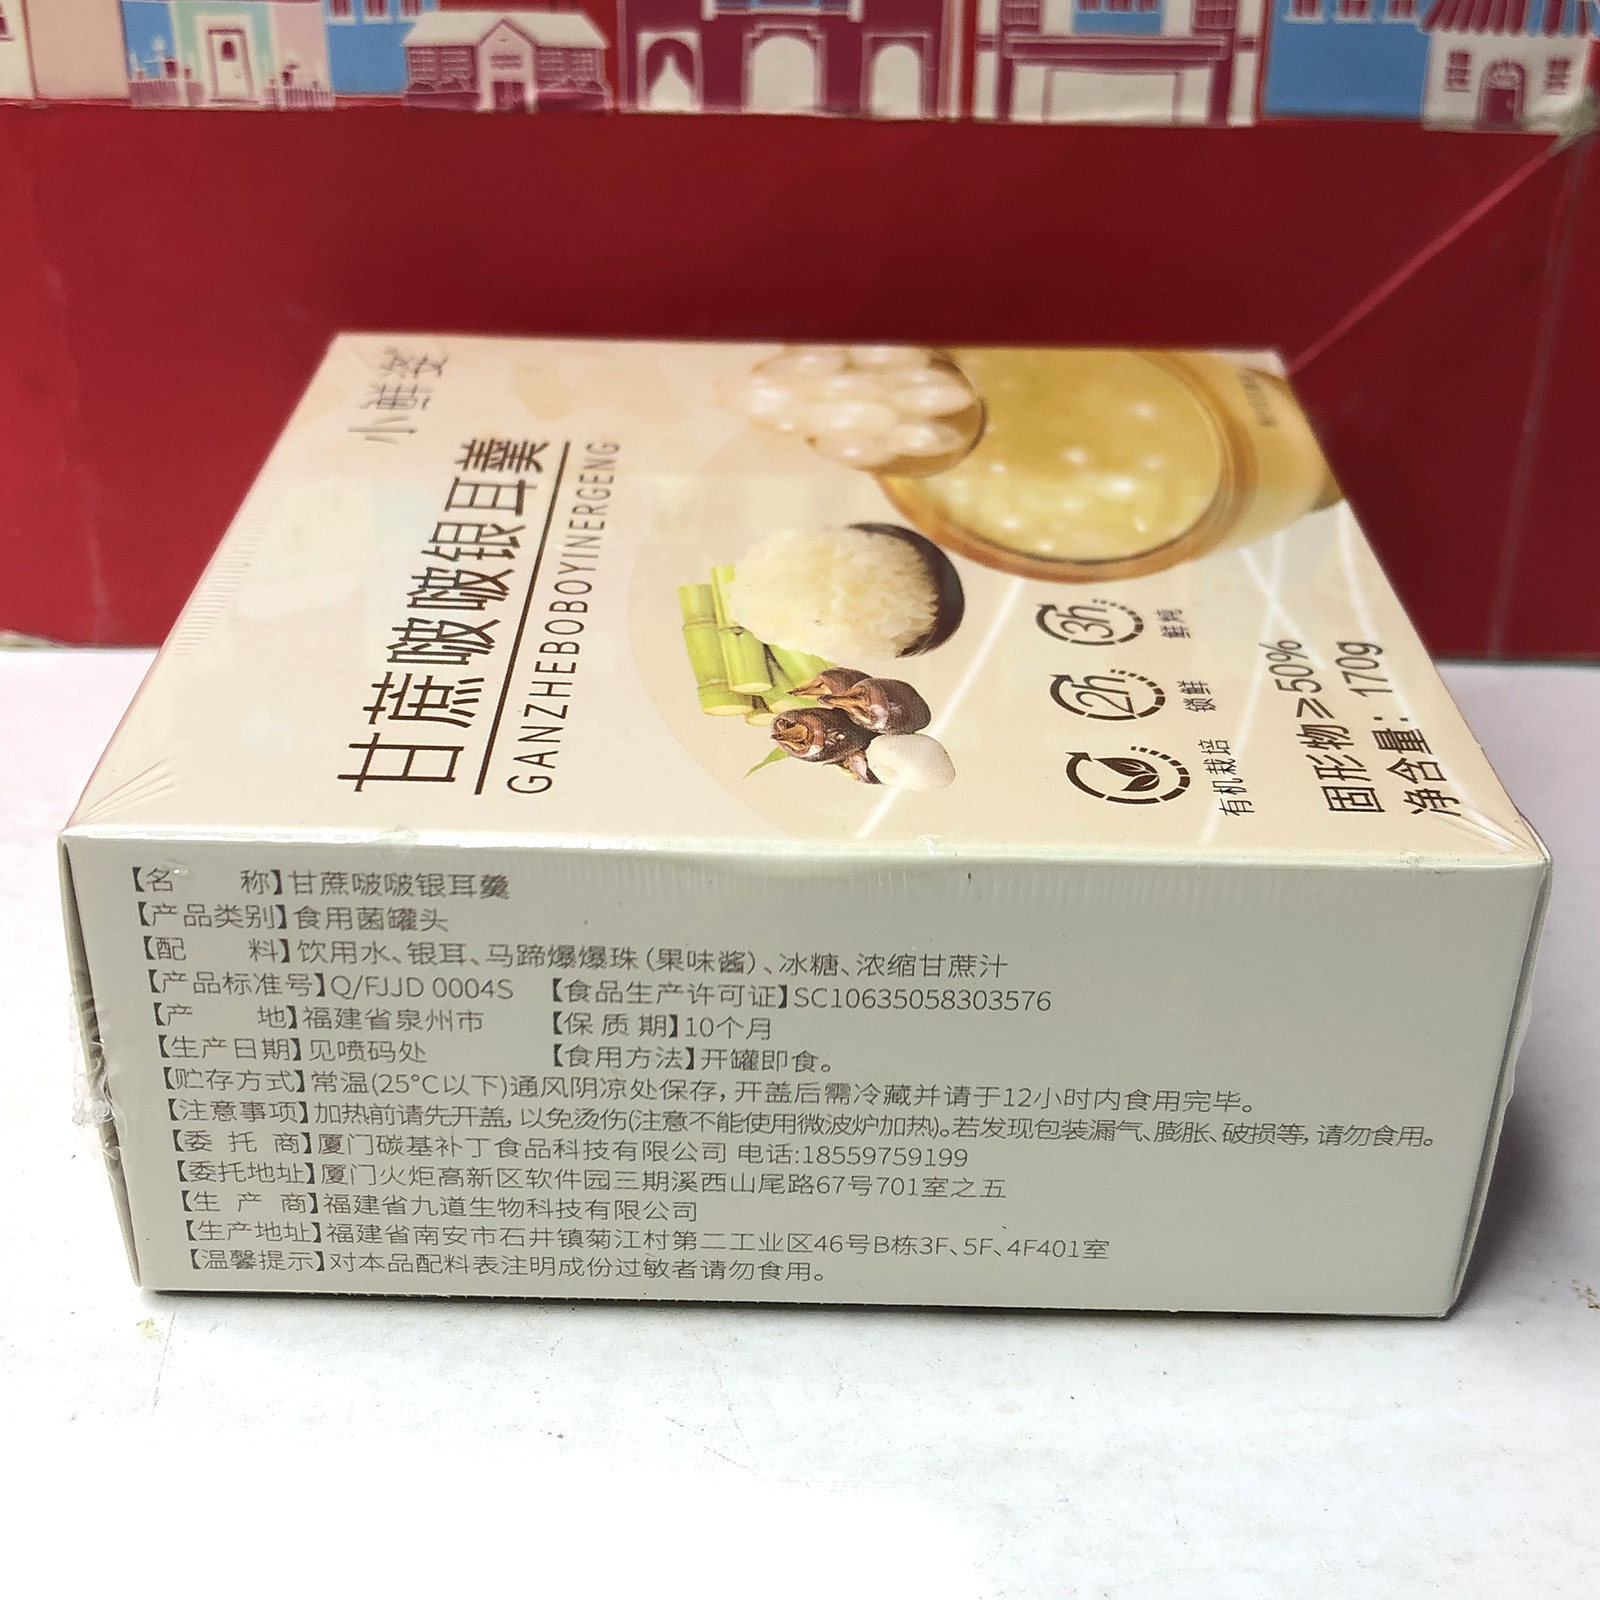 小鲜姿
甘蔗啵啵银耳羹
GANZHEBOBOYINERGENG
3h
鲜炖
2h
锁鲜
有机栽培
固形物≥50%
净含量：170g
【名 称】甘蔗啵啵银耳羹
【产品类别】食用菌罐头
【配 料】饮用水、银耳、马蹄爆爆珠（果味酱）、冰糖、浓缩甘蔗汁
【产品标准号】Q/FJJD 0004S 【食品生产许可证】SC10635058303576
【产 地】福建省泉州市 【保 质 期】10个月
【生产日期】见喷码处 【食用方法】开罐即食。
【贮存方式】常温(25°C以下)通风阴凉处保存，开盖后需冷藏并请于12小时内食用完毕。
【注意事项】加热前请先开盖，以免烫伤(注意不能使用微波炉加热)。若发现包装漏气、膨胀、破损等，请勿食用。
【委 托 商】厦门碳基补丁食品科技有限公司 电话:18559759199
【委托地址】厦门火炬高新区软件园三期溪西山尾路67号701室之五
【生 产 商】福建省九道生物科技有限公司
【生产地址】福建省南安市石井镇菊江村第二工业区46号B栋3F、5F、4F401室
【温馨提示】对本品配料表注明成份过敏者请勿食用。